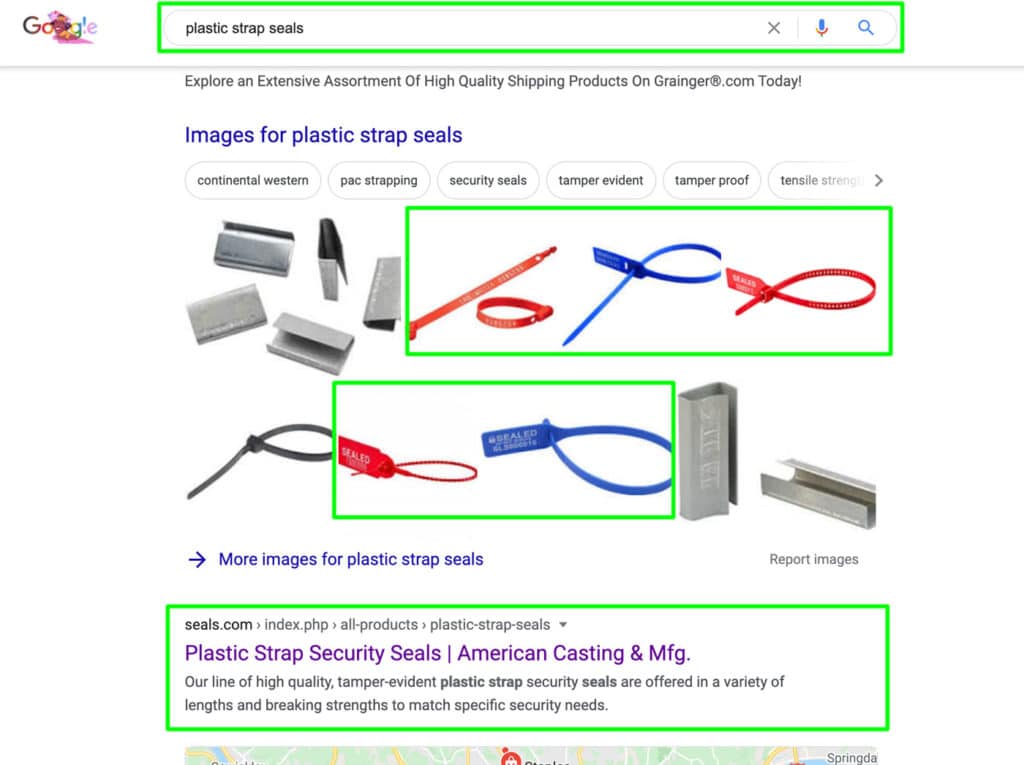 Google
plastic strap seals
Explore an Extensive Assortment Of High Quality Shipping Products On Grainger®.com Today!
Images for plastic strap seals
continental western
pac strapping
security seals
tamper evident
tamper proof
tensile strengt
SEALED
SEALED
SEALED
More images for plastic strap seals
Report images
seals.com › index.php › all-products › plastic-strap-seals
Plastic Strap Security Seals | American Casting & Mfg.
Our line of high quality, tamper-evident plastic strap security seals are offered in a variety of
lengths and breaking strengths to match specific security needs.
Springda